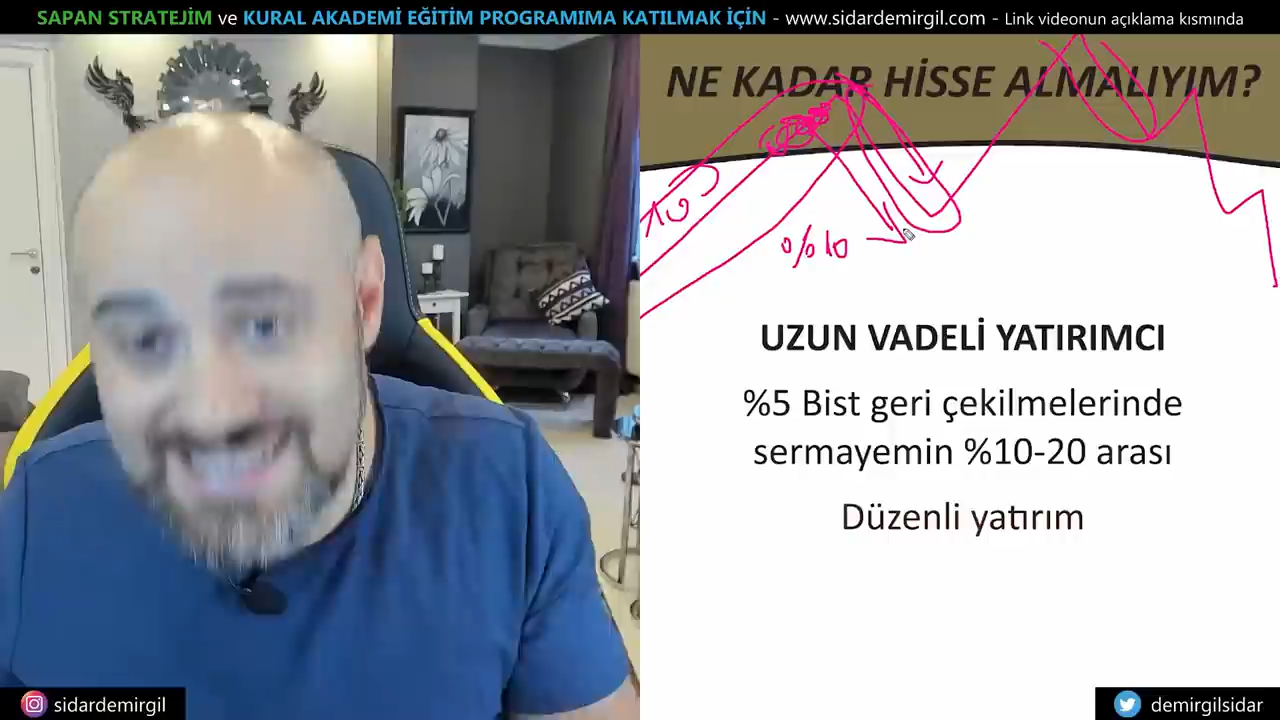 SAPAN STRATEJİM ve KURAL AKADEMİ EĞİTİM PROGRAMIMA KATILMAK İÇİN - www.sidardemirgil.com - Link videonun açıklama kısmında
NE KADAR HİSSE ALMALIYIM?
%10
UZUN VADELİ YATIRIMCI
%5 Bist geri çekilmelerinde
sermayemin %10-20 arası
Düzenli yatırım
sidardemirgil
demirgilsidar